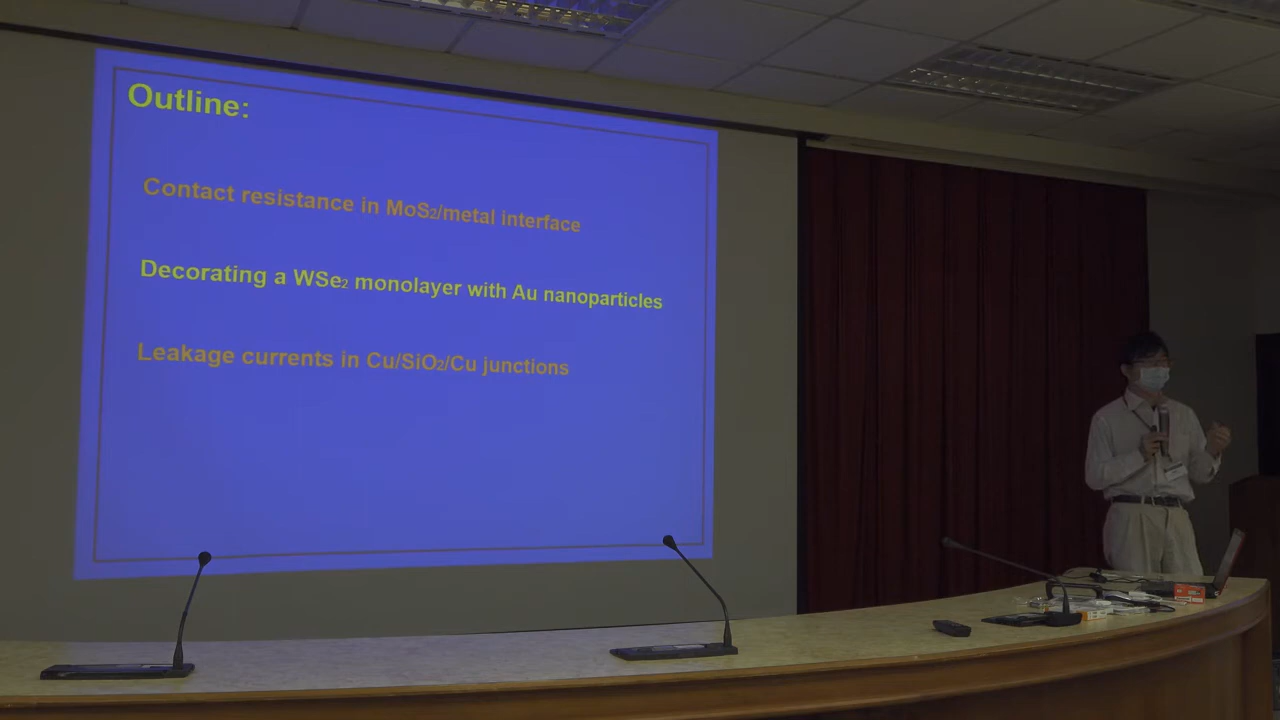 Outline:
Contact resistance in MoS₂/metal interface
Decorating a WSe₂ monolayer with Au nanoparticles
Leakage currents in Cu/SiO₂/Cu junctions